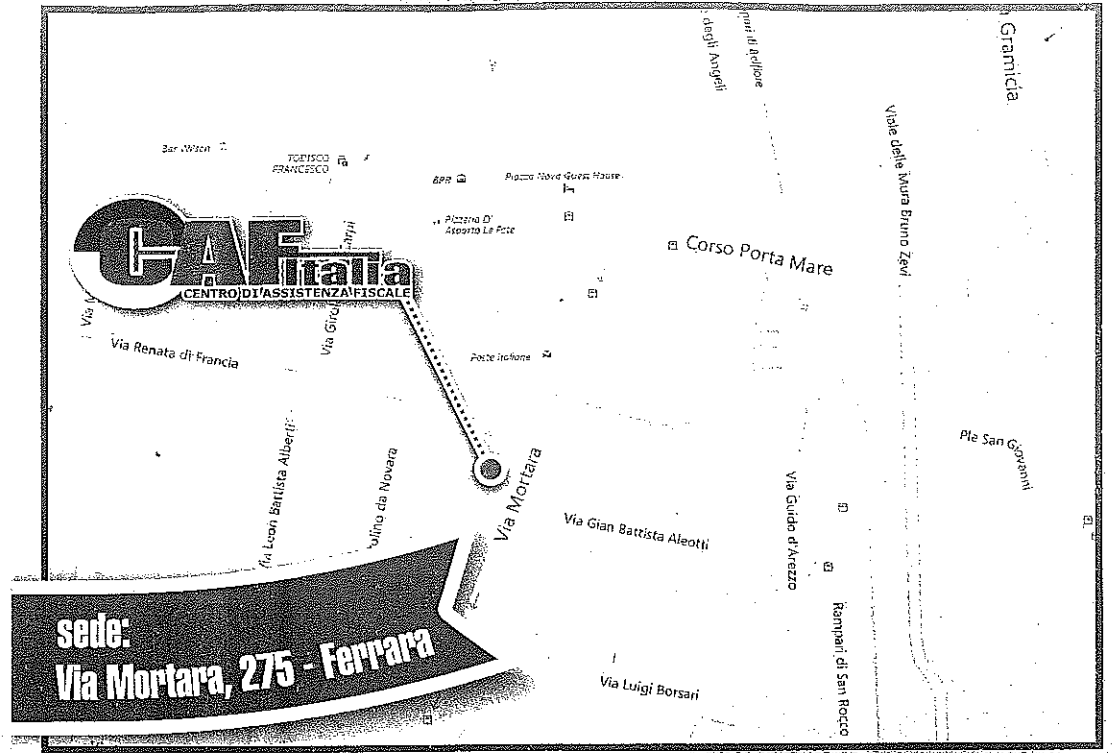 degli Angeli
Gramicia
Viale delle Mura Bruno Zevi
Bar Wilson
TODISCO
FRANCESCO
BPR
Piazza Nova Guest House
Pizzeria D'
Asporto Le Fate
Corso Porta Mare
CAF
italia
CENTRO DI ASSISTENZA FISCALE
Via Renata di Francia
Poste Italiane
Ple San Giovanni
Via Leon Battista Alberti
Via Mortara
Via Gian Battista Aleotti
Via Guido d'Arezzo
Rampari di San Rocco
Via Luigi Borsari
sede:
Via Mortara, 275 - Ferrara